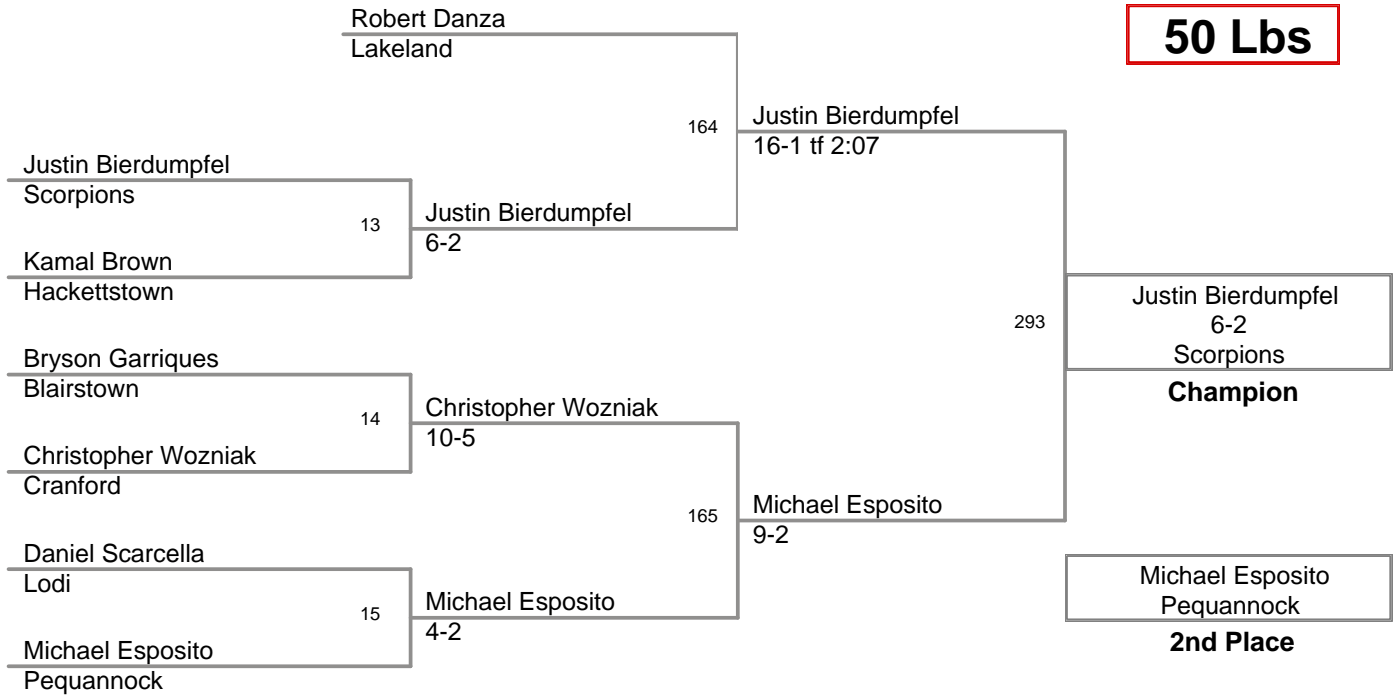 Robert Danza
Lakeland
50 Lbs
164
Justin Bierdumpfel
16-1 tf 2:07
Justin Bierdumpfel
Scorpions
13
Justin Bierdumpfel
6-2
Kamal Brown
Hackettstown
293
Justin Bierdumpfel
6-2
Scorpions
Champion
Bryson Garriques
Blairstown
14
Christopher Wozniak
10-5
Christopher Wozniak
Cranford
165
Michael Esposito
9-2
Daniel Scarcella
Lodi
15
Michael Esposito
4-2
Michael Esposito
Pequannock
Michael Esposito
Pequannock
2nd Place